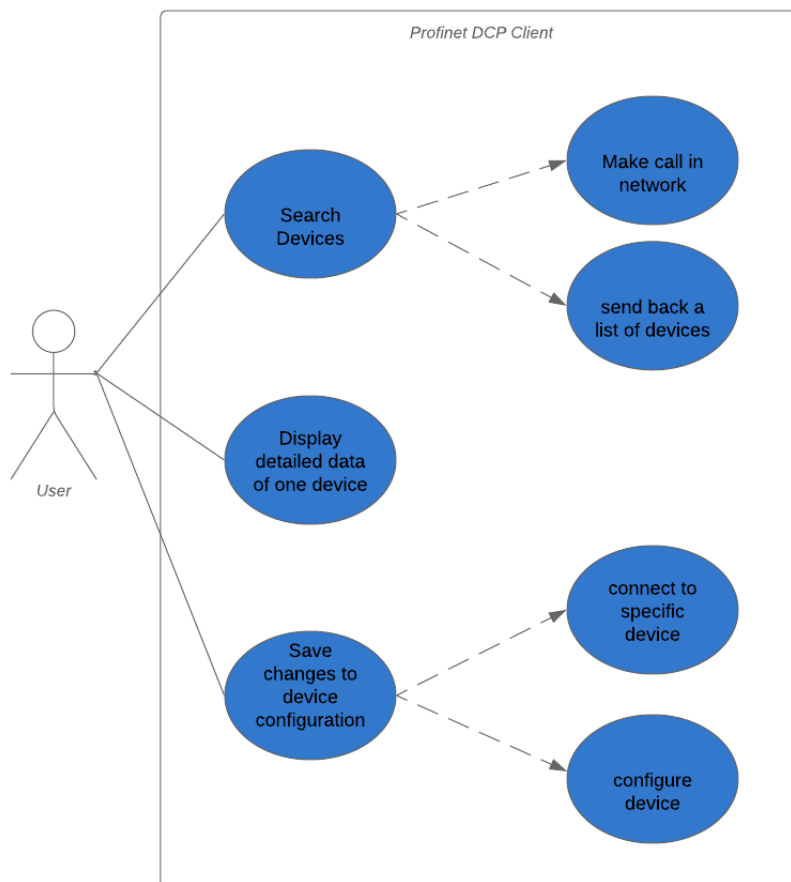 Profinet DCP Client
Make call in
network
Search
Devices
send back a
list of devices
Display
detailed data
of one device
User
connect to
specific
device
Save
changes to
device
configuration
configure
device